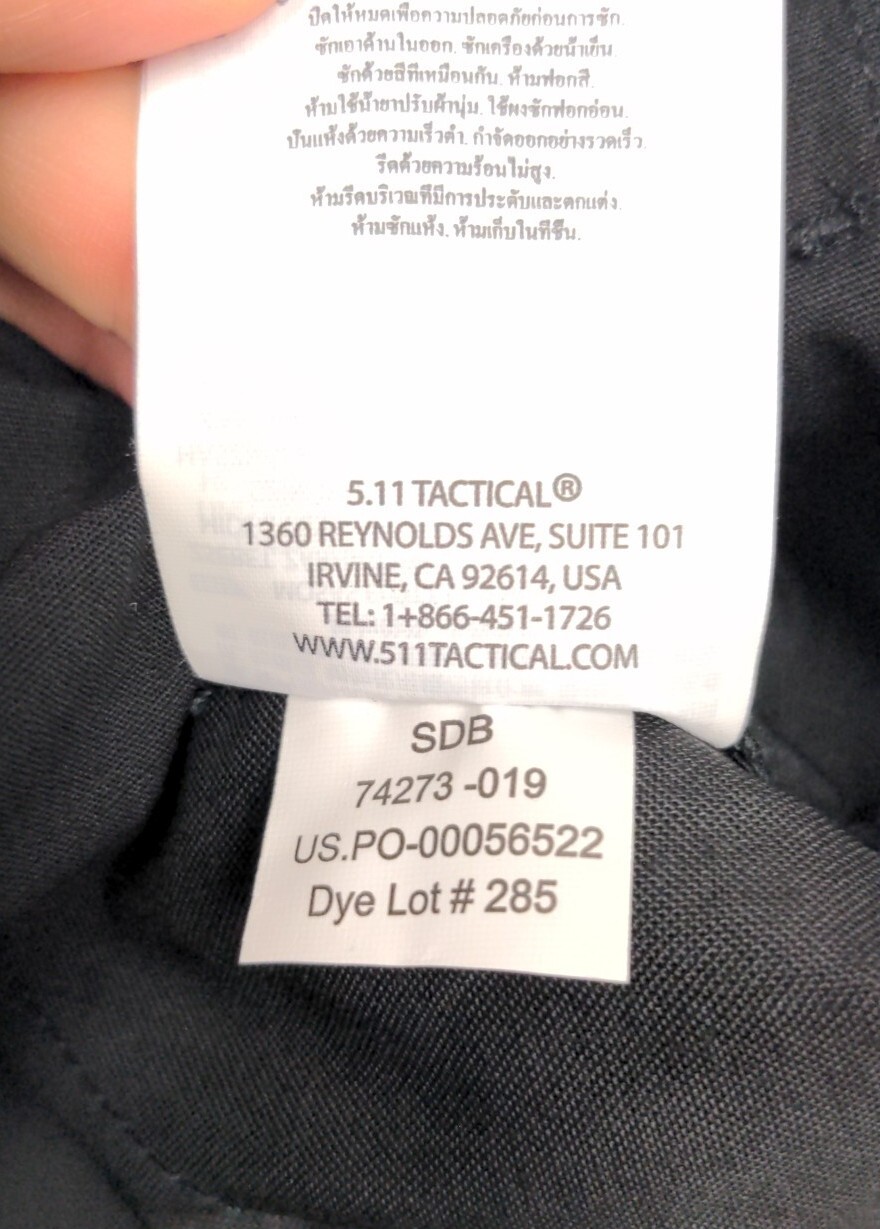 ปิดให้หมดเพื่อความปลอดภัยก่อนการซัก.
ซักเอาด้านในออก. ซักเครื่องด้วยน้ำเย็น
ซักด้วยสีที่เหมือนกัน. ห้ามฟอกสี.
ห้ามใช้น้ำยาปรับผ้านุ่ม. ใช้ผงซักฟอกอ่อน.
ปั่นแห้งด้วยความเร็วต่ำ. กำจัดออกอย่างรวดเร็ว.
รีดด้วยความร้อนไม่สูง.
ห้ามรีดบริเวณที่มีการประดับและตกแต่ง.
ห้ามซักแห้ง. ห้ามเก็บในที่ชื้น.
5.11 TACTICAL®
1360 REYNOLDS AVE, SUITE 101
IRVINE, CA 92614, USA
TEL: 1+866-451-1726
WWW.511TACTICAL.COM
SDB
74273 -019
US.PO-00056522
Dye Lot # 285